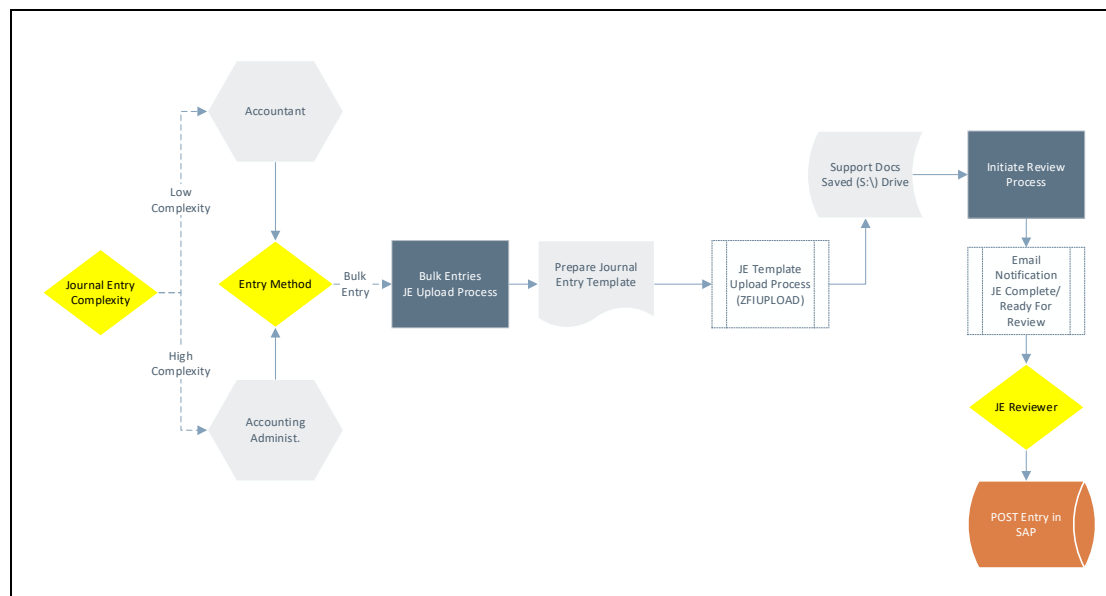 Accountant
Low
Complexity
Journal Entry
Complexity
High
Complexity
Accounting
Administ.
Entry Method
Bulk
Entry
Bulk Entries
JE Upload Process
Prepare Journal
Entry Template
JE Template
Upload Process
(ZFIUPLOAD)
Support Docs
Saved (S:\) Drive
Initiate Review
Process
Email
Notification
JE Complete/
Ready For
Review
JE Reviewer
POST Entry in
SAP